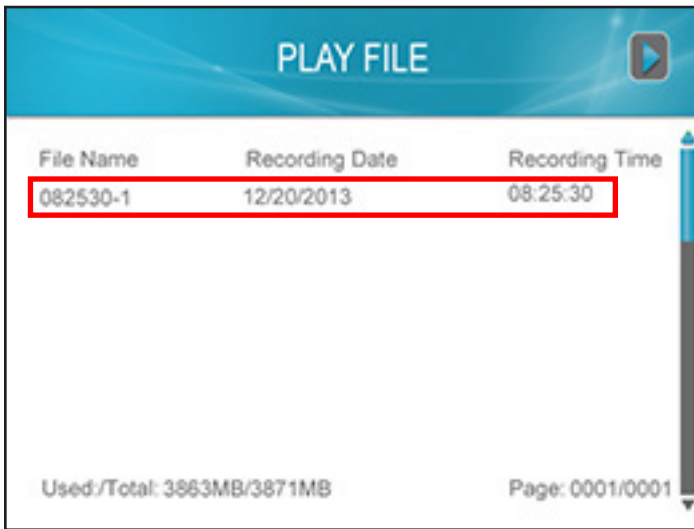 PLAY FILE
File Name Recording Date Recording Time
082530-1 12/20/2013 08:25:30
Used:/Total: 3863MB/3871MB Page: 0001/0001